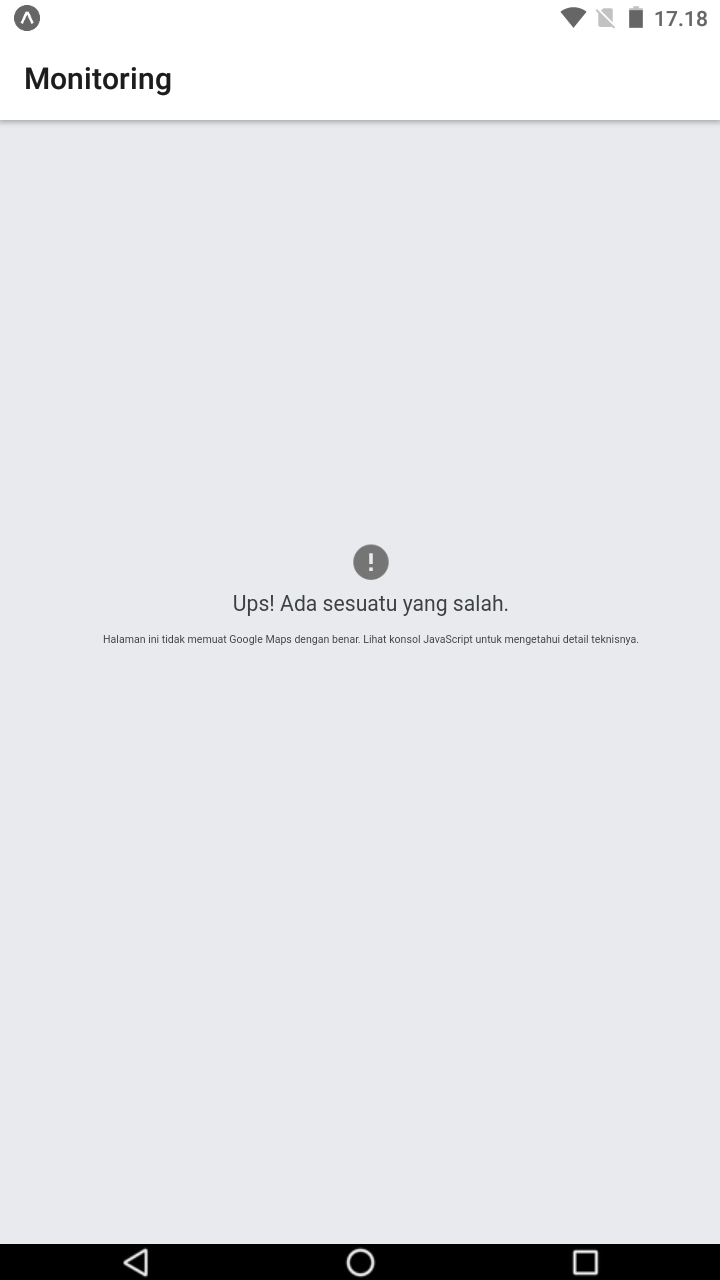 17.18
Monitoring
Ups! Ada sesuatu yang salah.
Halaman ini tidak memuat Google Maps dengan benar. Lihat konsol JavaScript untuk mengetahui detail teknisnya.